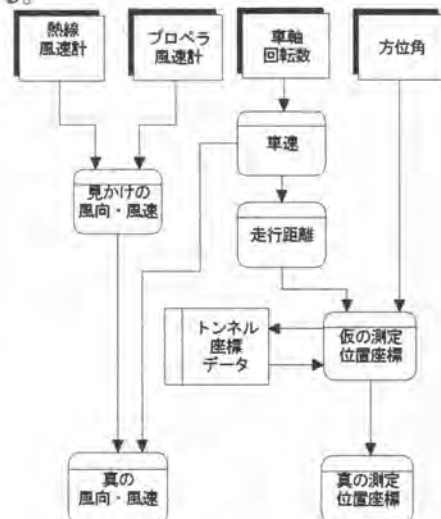 る。
熱線
風速計
プロペラ
風速計
車軸
回転数
方位角
車速
見かけの
風向・風速
走行距離
トンネル
座標
データ
仮の測定
位置座標
真の
風向・風速
真の測定
位置座標